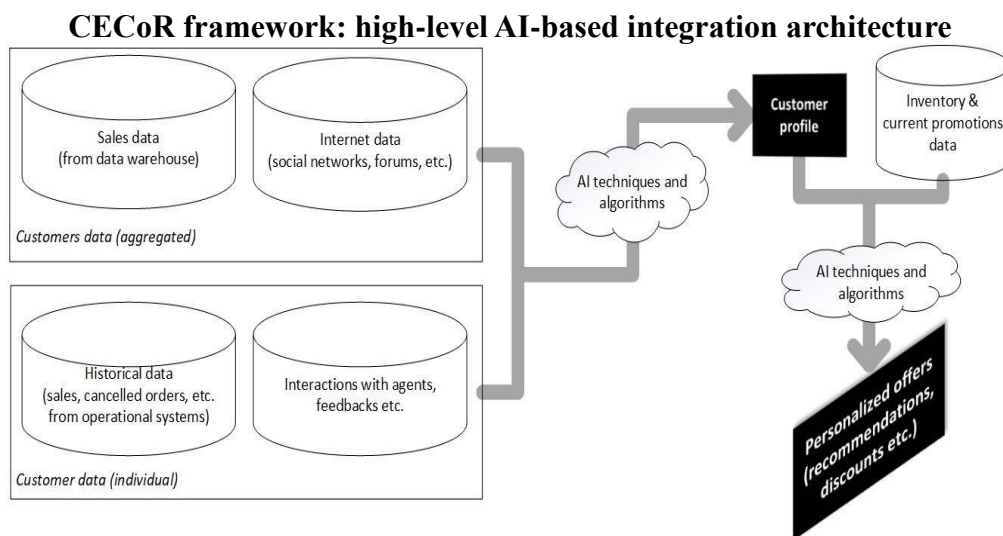 CECoR framework: high-level AI-based integration architecture
Sales data
(from data warehouse)
Internet data
(social networks, forums, etc.)
Customers data (aggregated)
Historical data
(sales, cancelled orders, etc.
from operational systems)
Interactions with agents,
feedbacks etc.
Customer data (individual)
AI techniques and
algorithms
Customer
profile
Inventory &
current promotions
data
AI techniques and
algorithms
Personalized offers
(recommendations,
discounts etc.)